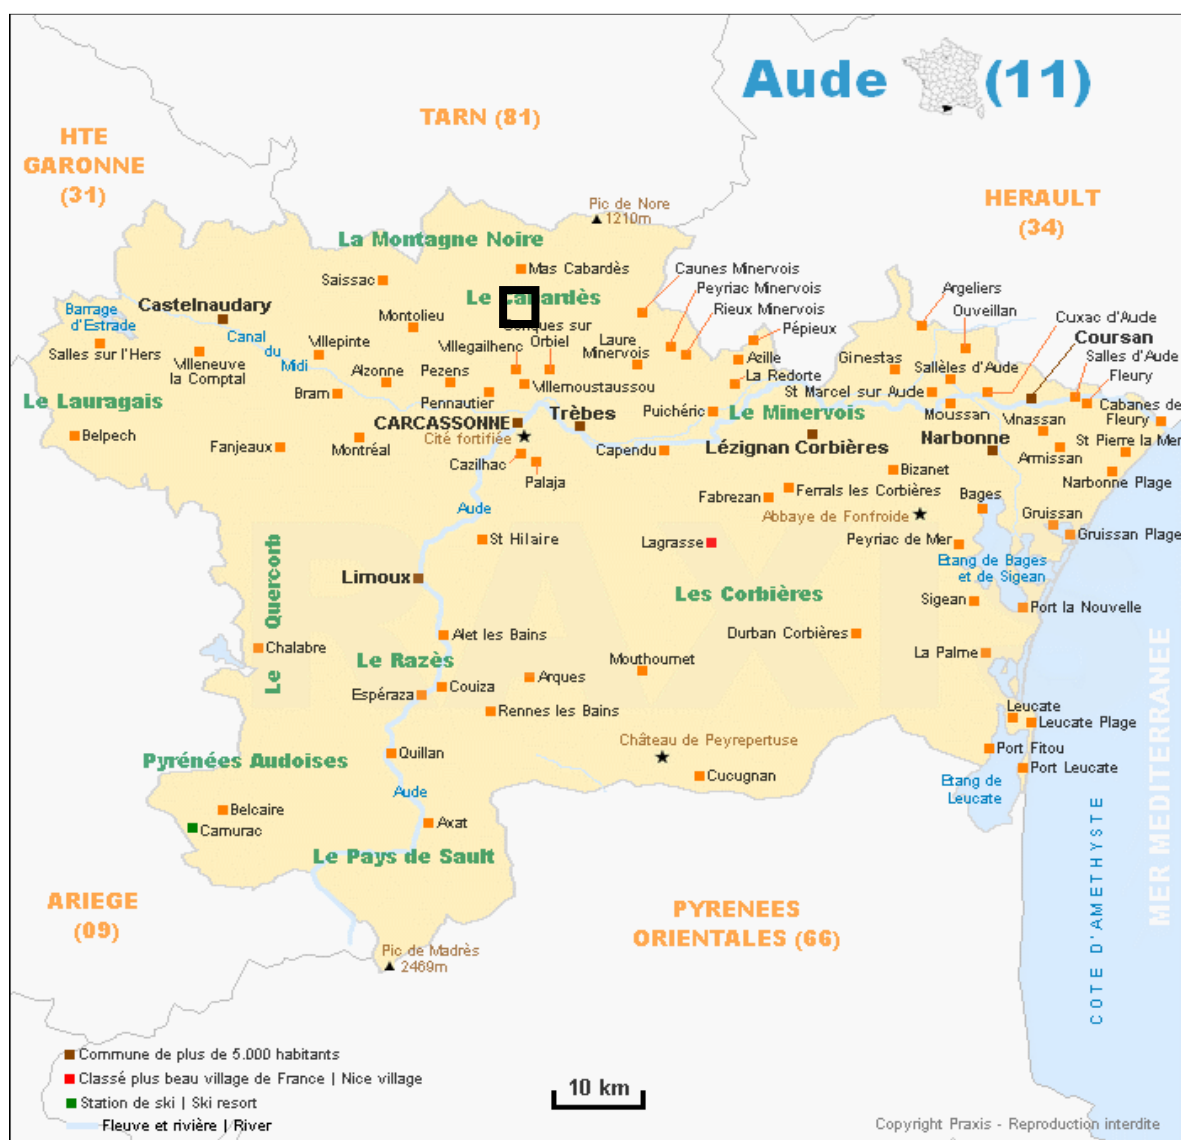 Aude (11)
TARN (81)
HTE
GARONNE
(31)
HERAULT
(34)
Pic de Nore
1210m
La Montagne Noire
Mas Cabardès
Caunes Minervois
Saissac
Peyriac Minervois
Argeliers
Le Cabardès
Rieux Minervois
Ouveillan
Barrage
d'Estrade
Castelnaudary
Montolieu
Conques sur
Orbiel
Pépieux
Cuxac d'Aude
Coursan
Canal
du
Midi
Villepinte
Villegailhenc
Laure
Minervois
Azille
Ginestas
Salles d'Aude
Salles sur l'Hers
Villeneuve
la Comptal
Alzonne
Pezens
Villemoustaussou
La Redorte
Sallèles d'Aude
Fleury
St Marcel sur Aude
Le Lauragais
Bram
Pennautier
Trèbes
Puichéric
Le Minervois
Moussan
Vinassan
Cabanes de
Fleury
CARCASSONNE
Cité fortifiée
Belpech
Fanjeaux
Montréal
Capendu
Lézignan Corbières
Narbonne
Armissan
St Pierre la Mer
Cazilhac
Palaja
Bizanet
Narbonne Plage
Fabrezan
Ferrals les Corbières
Bages
Aude
Abbaye de Fonfroide
Gruissan
St Hilaire
Lagrasse
Peyriac de Mer
Gruissan Plage
Etang de Bages
et de Sigean
Limoux
Le Quercorb
Les Corbières
Sigean
Port la Nouvelle
Alet les Bains
Durban Corbières
Chalabre
Le Razès
Mouthoumet
La Palme
Espéraza
Couiza
Arques
Rennes les Bains
Leucate
Leucate Plage
Château de Peyrepertuse
Quillan
Port Fitou
Pyrénées Audoises
Cucugnan
Port Leucate
Etang de
Leucate
Aude
Belcaire
Camurac
Axat
Le Pays de Sault
MER MEDITERRANEE
COTE D'AMETHYSTE
ARIEGE
(09)
PYRENEES
ORIENTALES (66)
Pic de Madrès
2469m
Commune de plus de 5.000 habitants
Classé plus beau village de France | Nice village
Station de ski | Ski resort
Fleuve et rivière | River
10 km
Copyright Praxis - Reproduction interdite